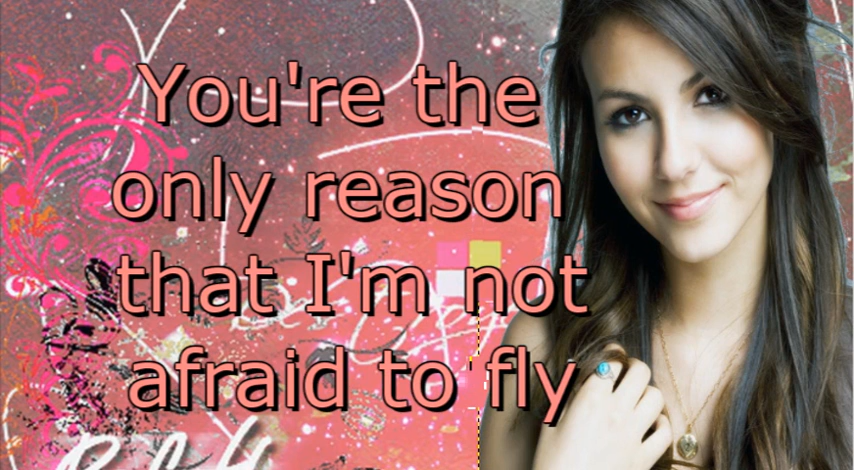 You're the
only reason
that I'm not
afraid to fly